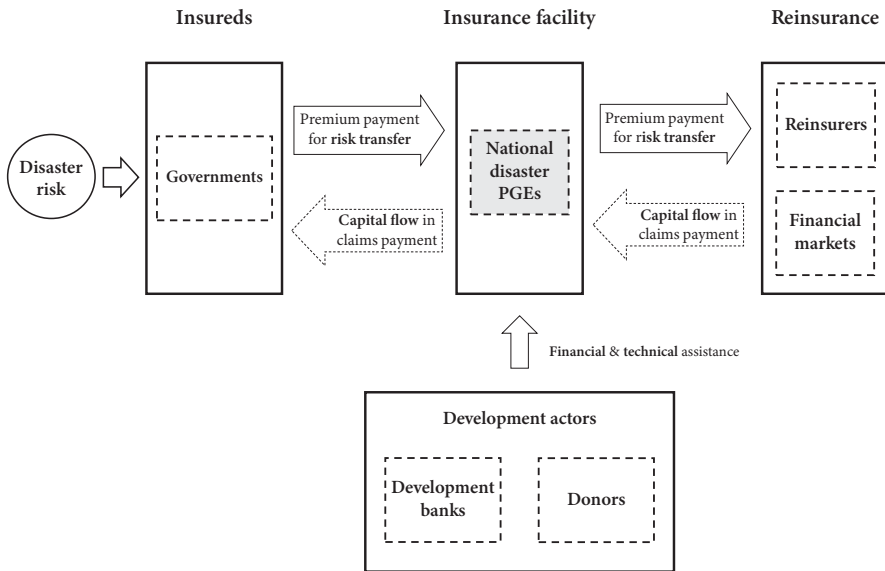 Insureds
Insurance facility
Reinsurance
Disaster
risk
Governments
Premium payment
for risk transfer
Capital flow in
claims payment
National
disaster
PGEs
Premium payment
for risk transfer
Capital flow in
claims payment
Reinsurers
Financial
markets
Financial & technical assistance
Development actors
Development
banks
Donors